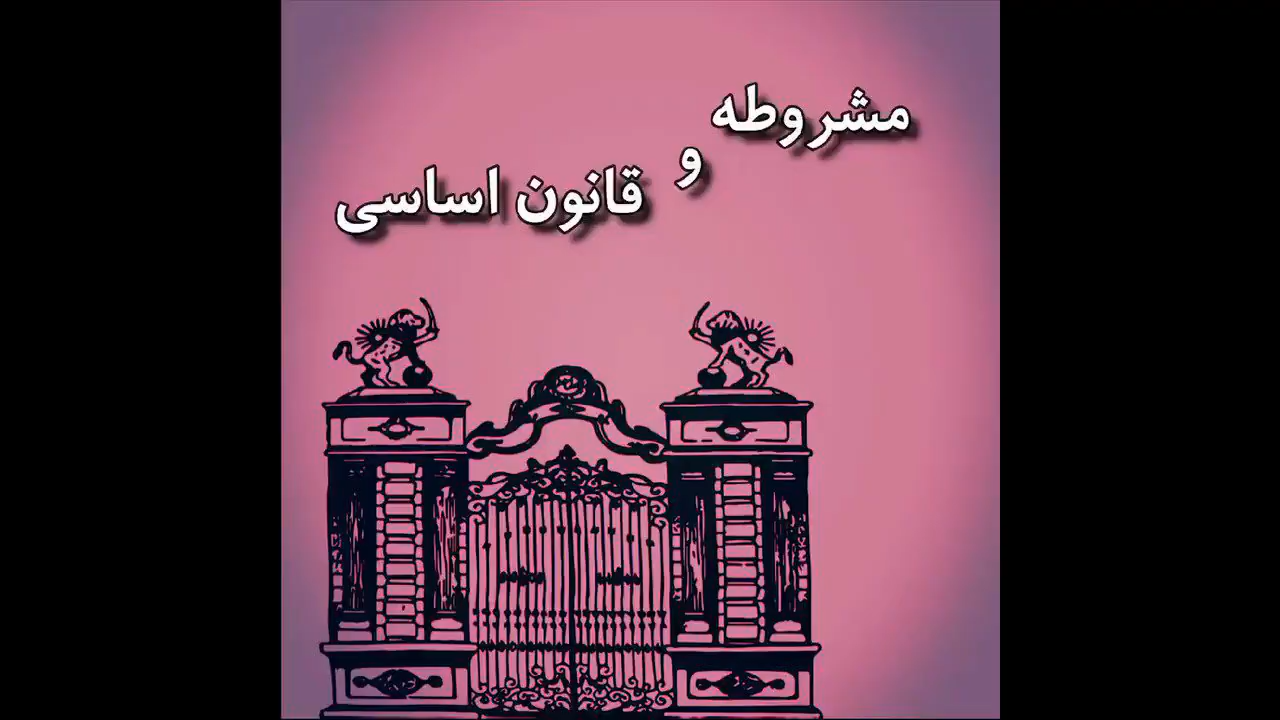 مشروطه
و
قانون اساسی